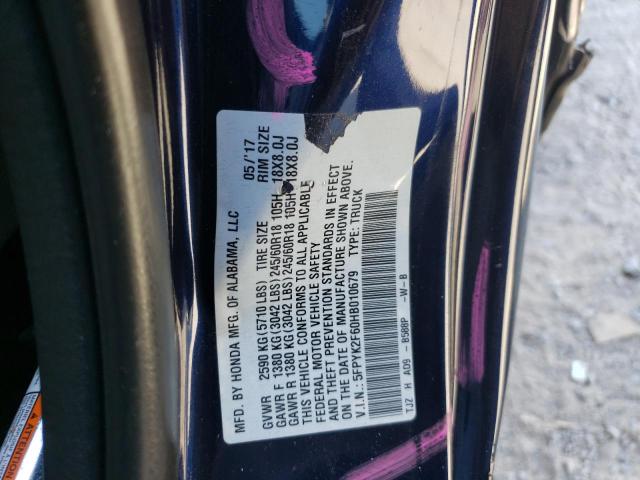 MFD. BY HONDA MFG. OF ALABAMA, LLC 05/'17
GVWR 2590 KG(5710 LBS) TIRE SIZE RIM SIZE
GAWR F 1380 KG(3042 LBS)245/60R18 105H 18X8.0J
GAWR R 1380 KG(3042 LBS)245/60R18 105H 18X8.0J
THIS VEHICLE CONFORMS TO ALL APPLICABLE
FEDERAL MOTOR VEHICLE SAFETY
AND THEFT PREVENTION STANDARDS IN EFFECT
ON THE DATE OF MANUFACTURE SHOWN ABOVE.
V.I.N.: 5FPYK2F60HB010679 TYPE: TRUCK
TJZ H A09 - B588P -W-B
ATTENTION